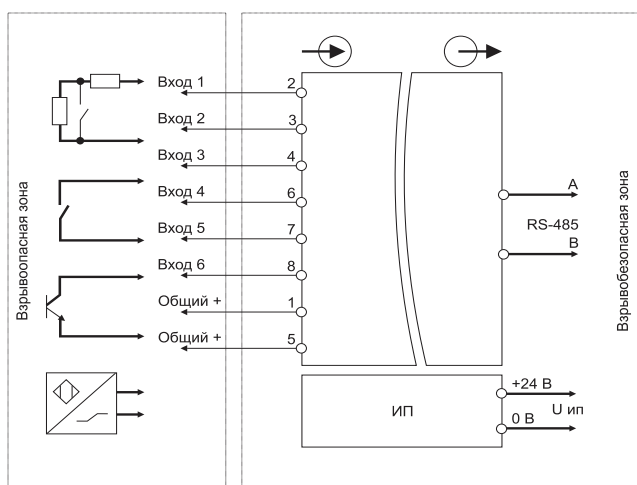 Взрывоопасная зона
Вход 1
2
Вход 2
3
Вход 3
4
Вход 4
6
Вход 5
7
Вход 6
8
Общий +
1
Общий +
5
A
RS-485
B
ИП
+24 В
U ип
0 В
Взрывобезопасная зона